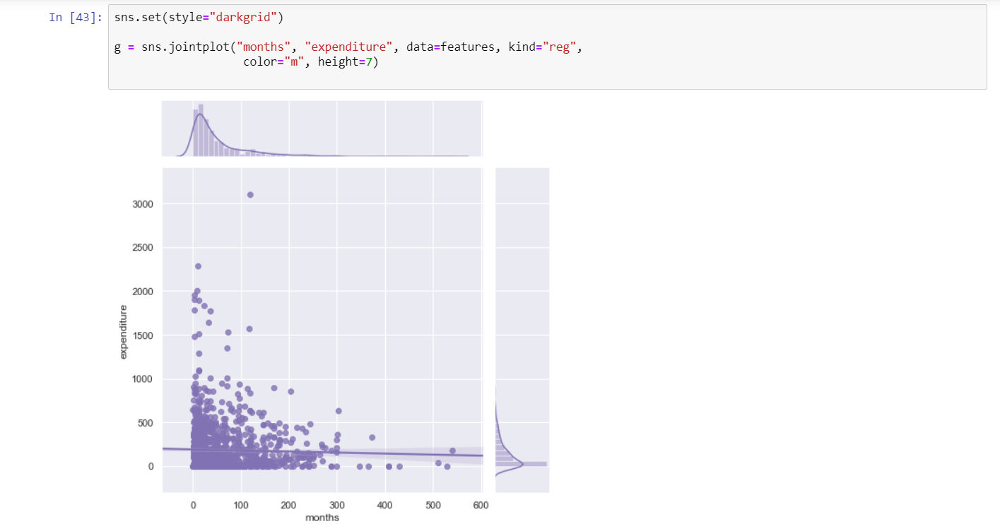 In [43]: sns.set(style="darkgrid")
g = sns.jointplot("months", "expenditure", data=features, kind="reg",
color="m", height=7)
3000
2500
2000
1500
1000
500
0
expenditure
0 100 200 300 400 500 600
months